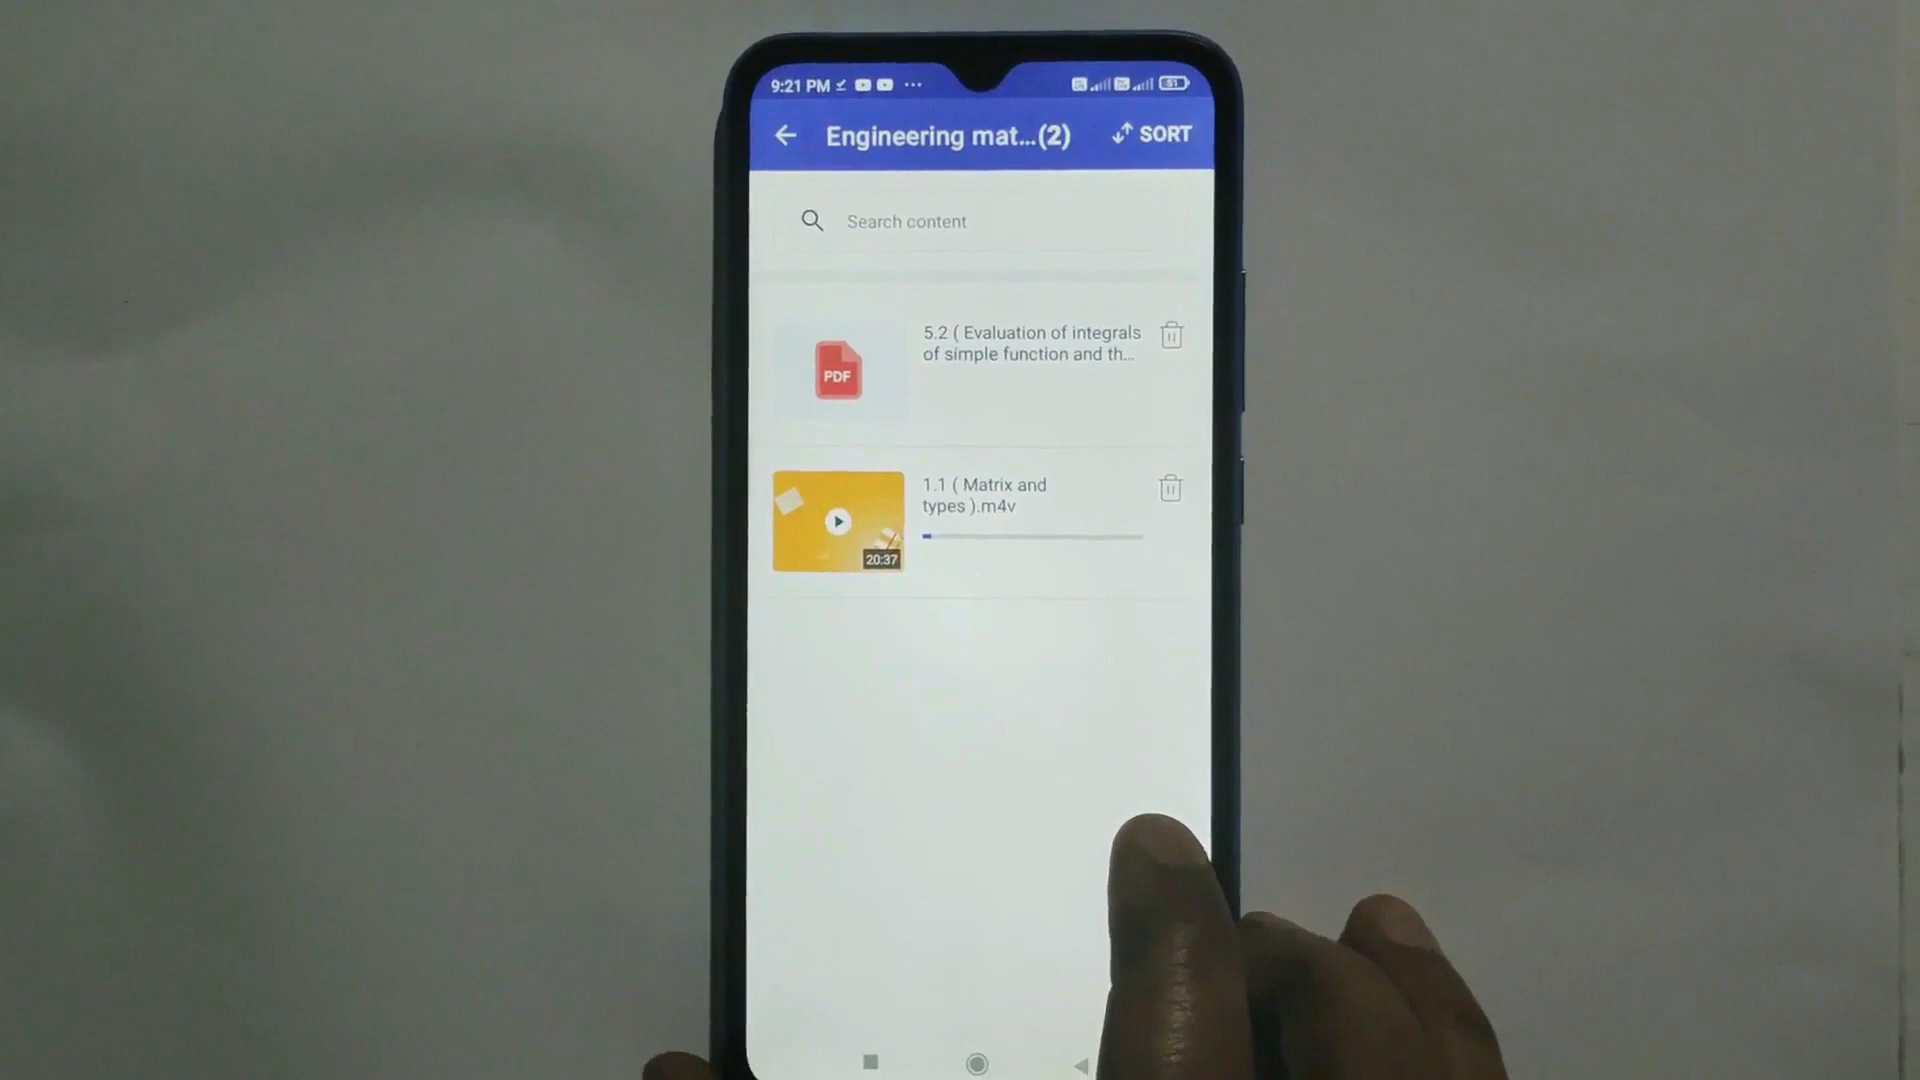 9:21 PM
51
Engineering mat...(2)
SORT
Search content
PDF
5.2 ( Evaluation of integrals
of simple function and th...
20:37
1.1 ( Matrix and
types ).m4v